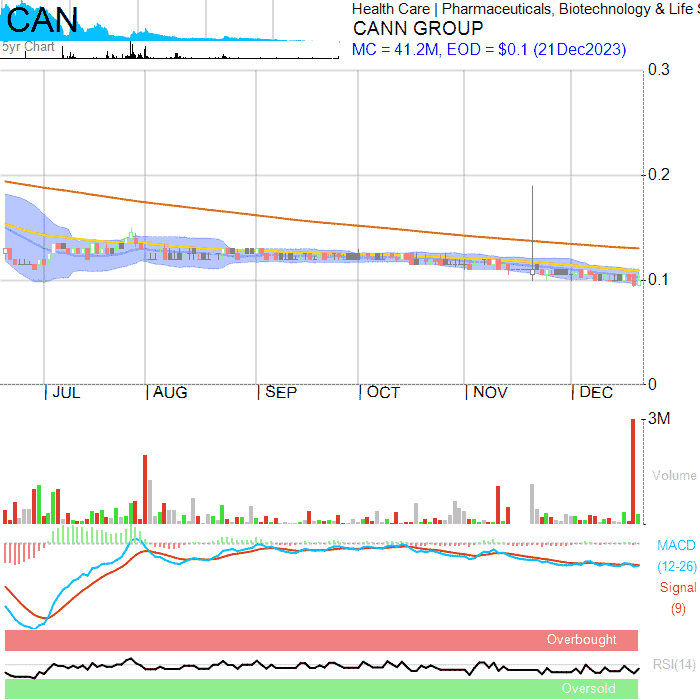 CAN
5yr Chart
Health Care | Pharmaceuticals, Biotechnology & Life S
CANN GROUP
MC = 41.2M, EOD = $0.1 (21Dec2023)
0.3
0.2
0.1
0
JUL AUG SEP OCT NOV DEC
3M
Volume
MACD
(12-26)
Signal
(9)
Overbought
RSI(14)
Oversold